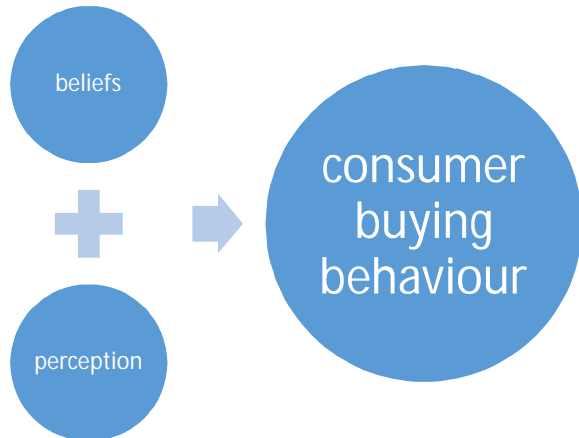 beliefs
perception
consumer
buying
behaviour